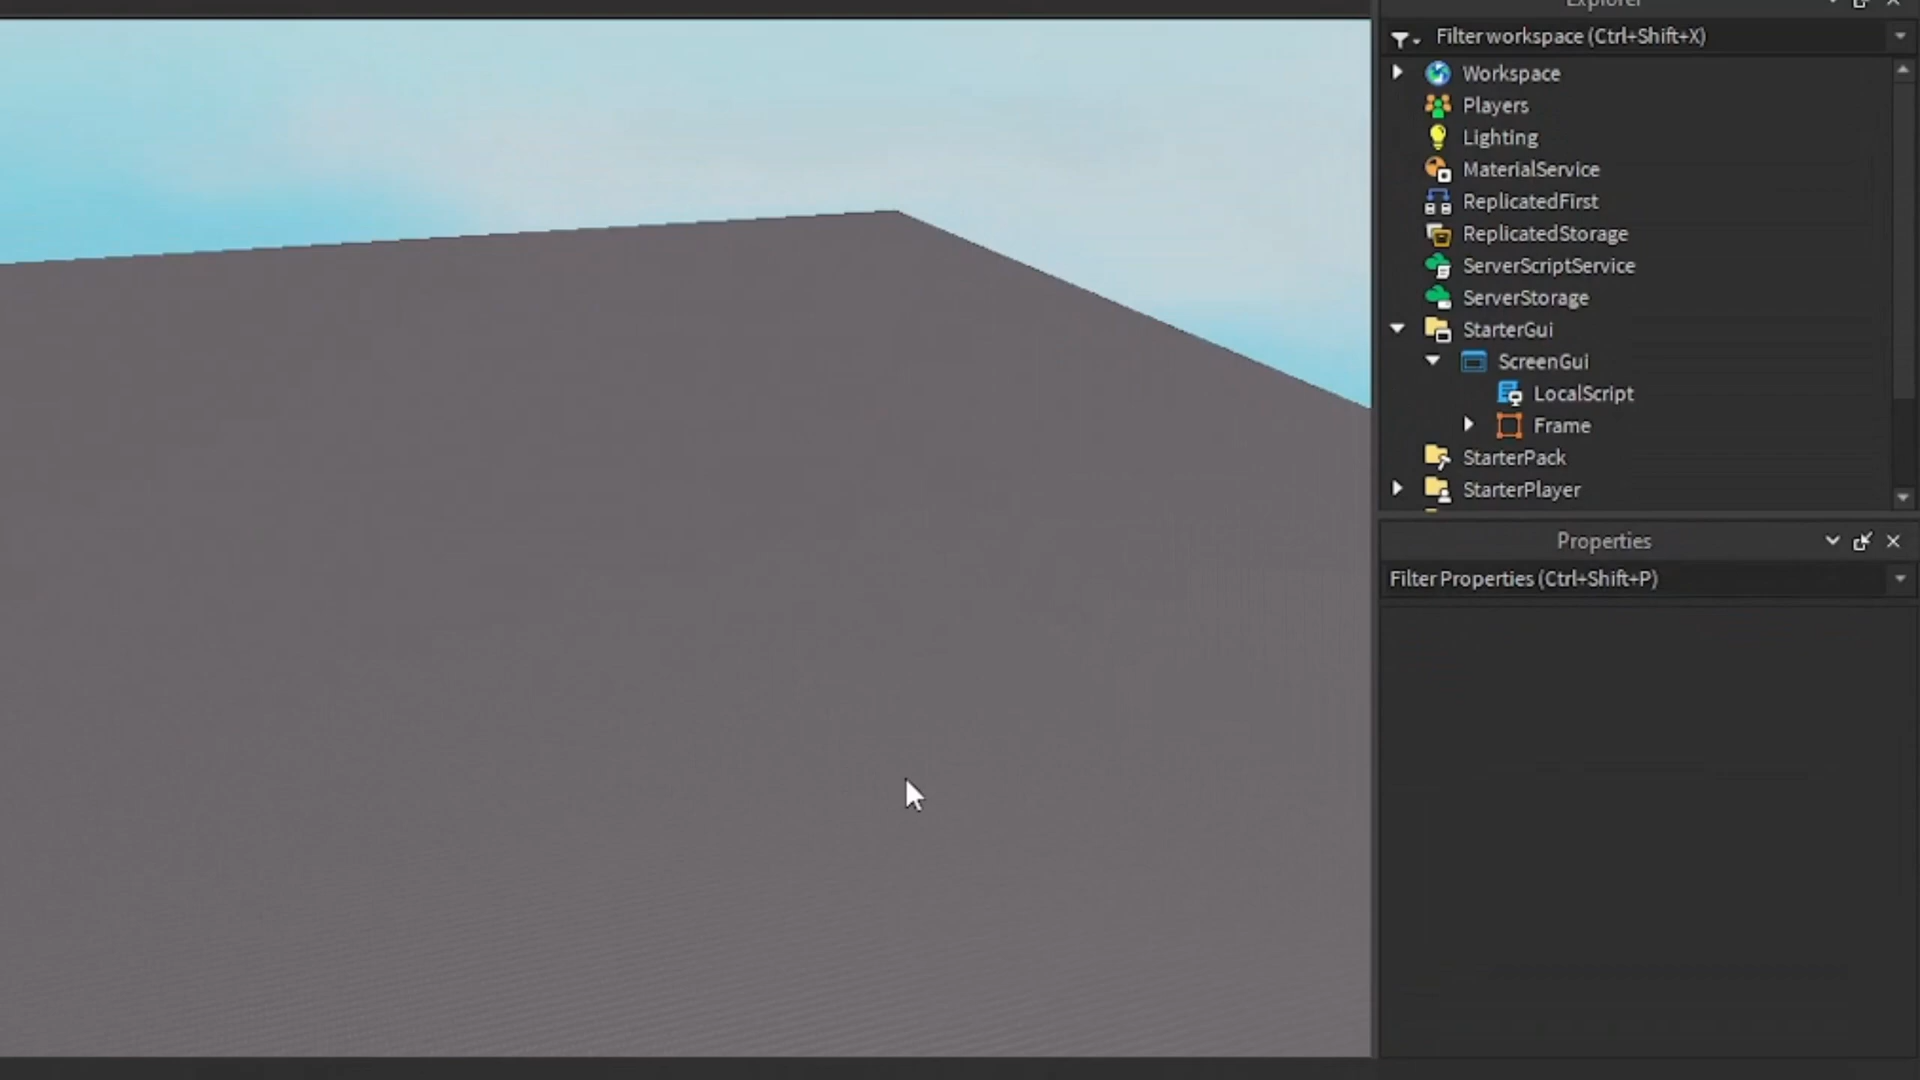 Explorer
Filter workspace (Ctrl+Shift+X)
Workspace
Players
Lighting
MaterialService
ReplicatedFirst
ReplicatedStorage
ServerScriptService
ServerStorage
StarterGui
ScreenGui
LocalScript
Frame
StarterPack
StarterPlayer
Properties
Filter Properties (Ctrl+Shift+P)